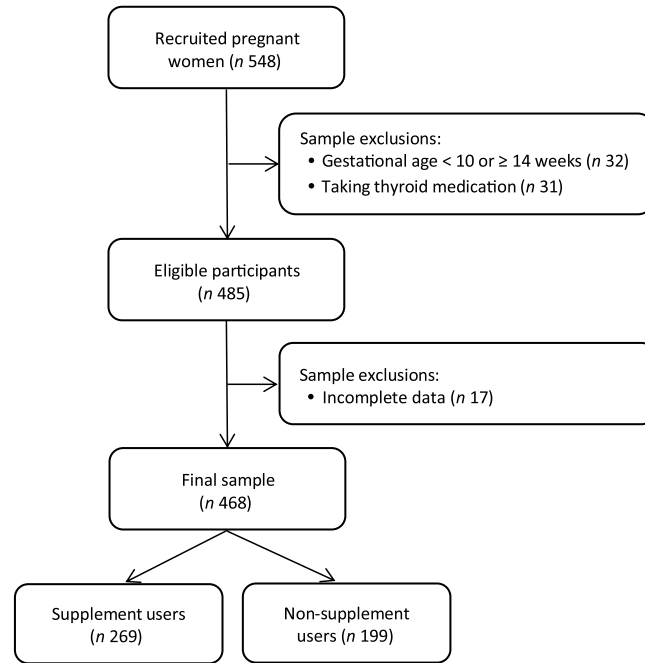 Recruited pregnant
women (n 548)
Sample exclusions:
• Gestational age < 10 or ≥ 14 weeks (n 32)
• Taking thyroid medication (n 31)
Eligible participants
(n 485)
Sample exclusions:
• Incomplete data (n 17)
Final sample
(n 468)
Supplement users
(n 269)
Non-supplement
users (n 199)